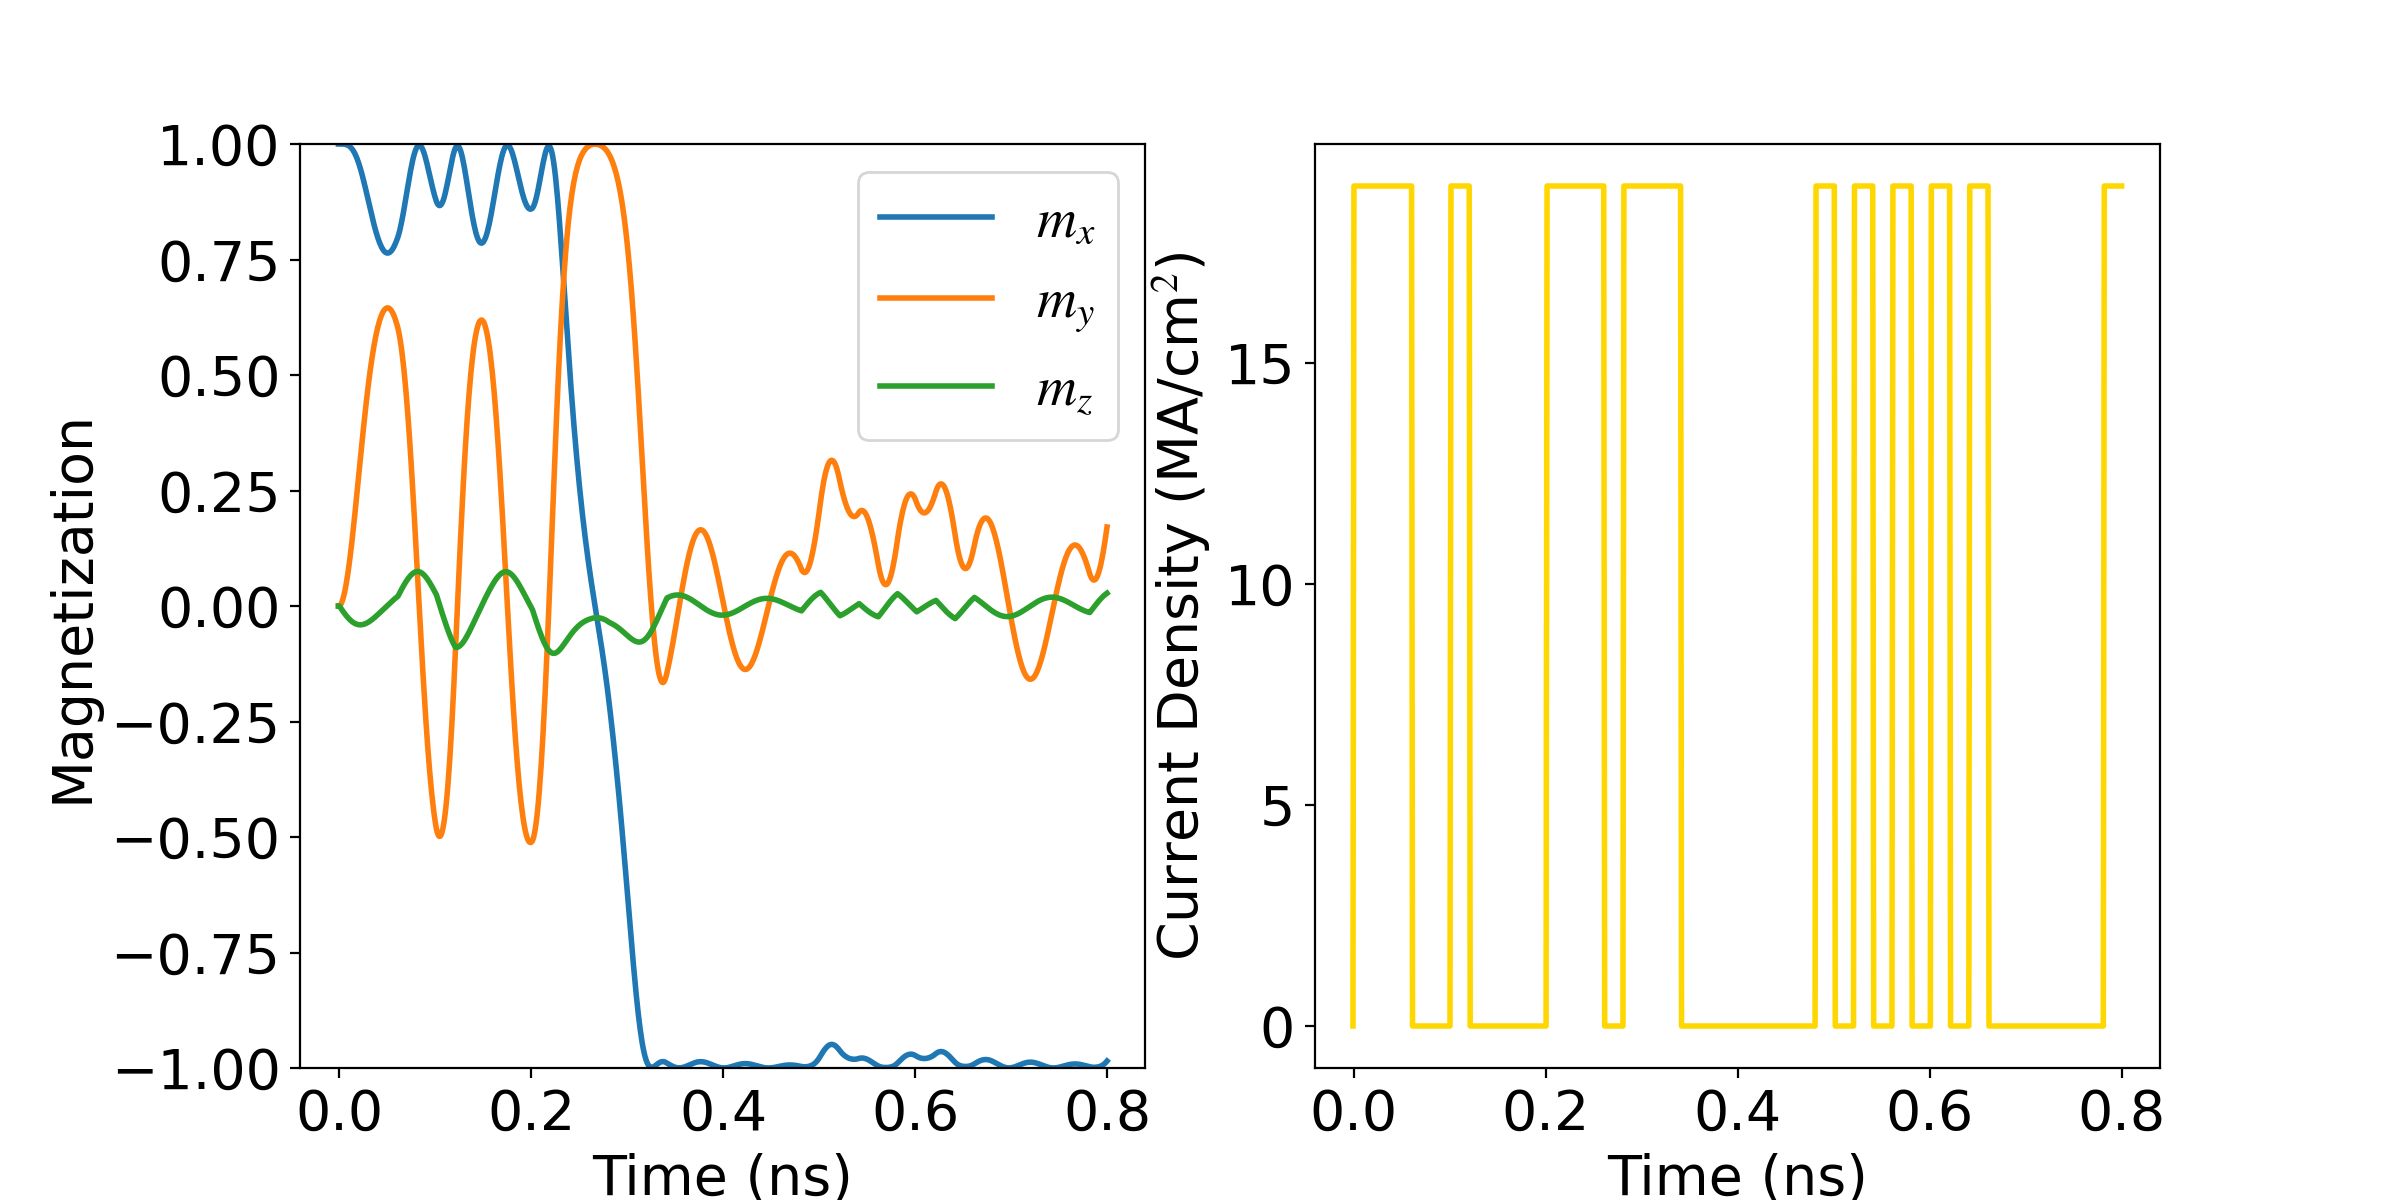 Magnetization
1.00
0.75
0.50
0.25
0.00
−0.25
−0.50
−0.75
−1.00
0.0 0.2 0.4 0.6 0.8
Time (ns)
m_x
m_y
m_z
Current Density (MA/cm²)
15
10
5
0
0.0 0.2 0.4 0.6 0.8
Time (ns)